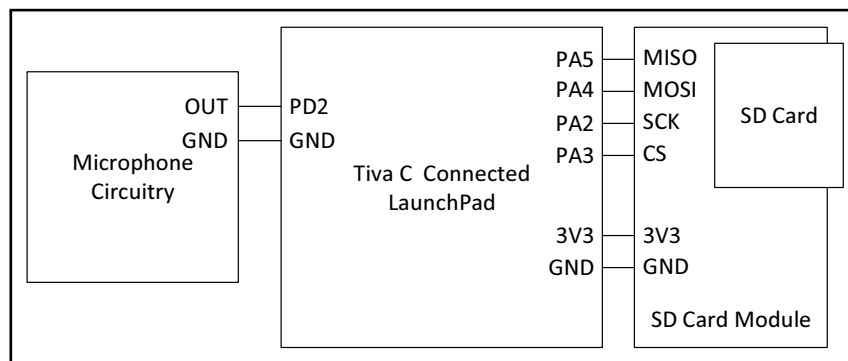 OUT
GND
Microphone
Circuitry
PD2
GND
Tiva C Connected
LaunchPad
PA5
PA4
PA2
PA3
3V3
GND
MISO
MOSI
SCK
CS
3V3
GND
SD Card
SD Card Module